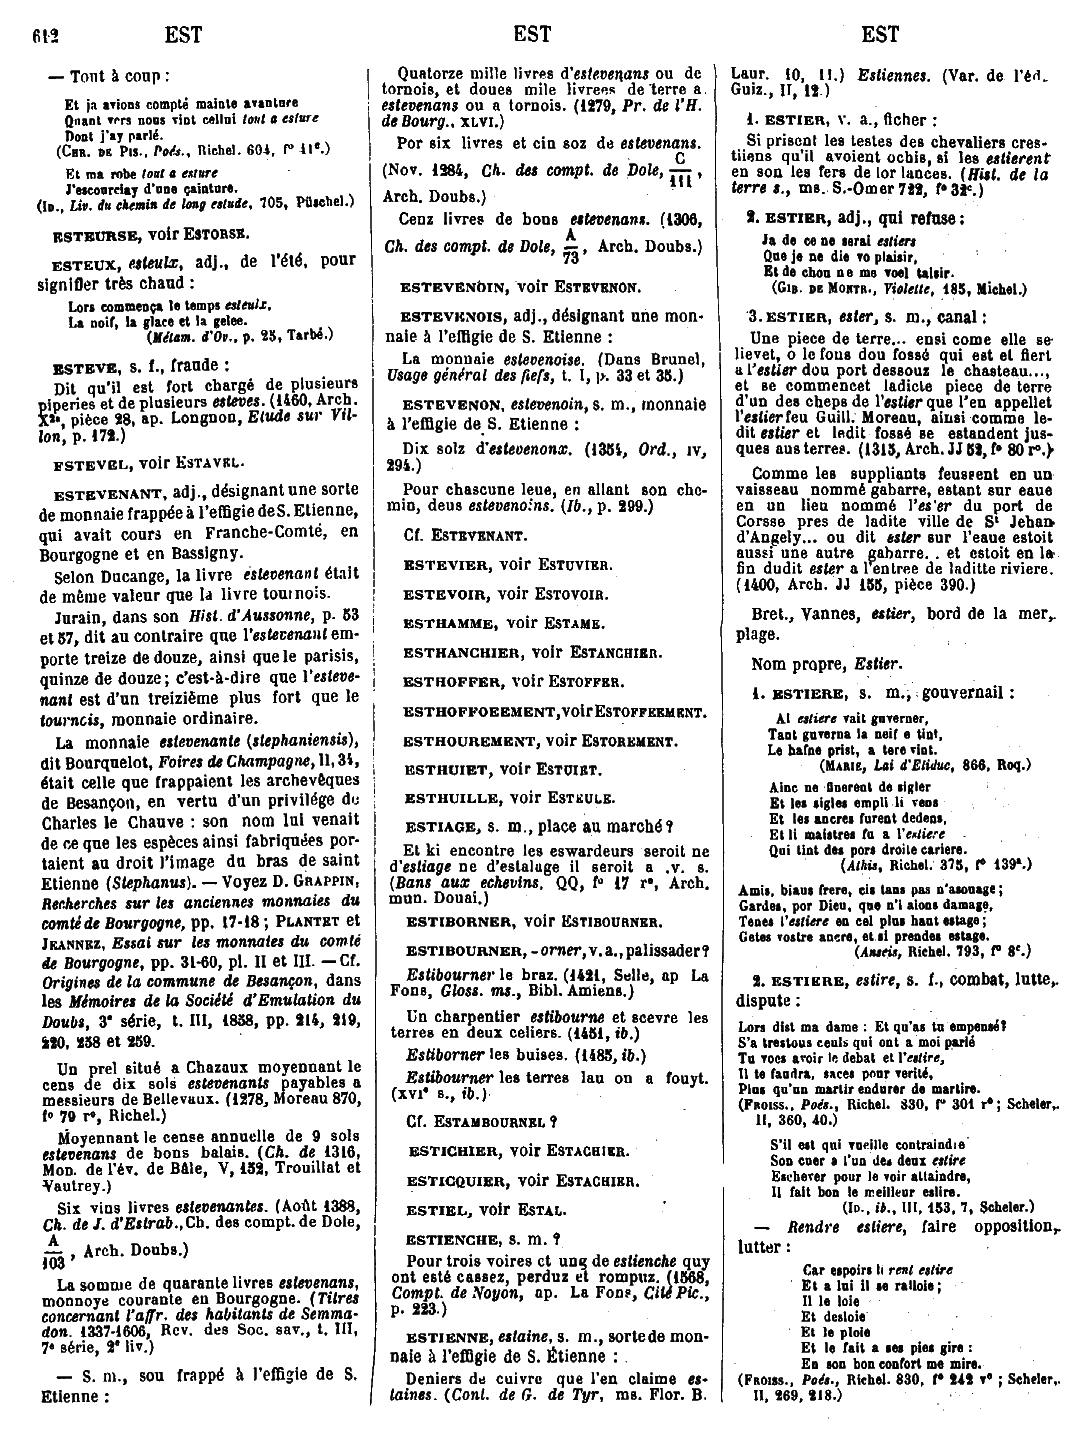 612 EST EST EST
— Tout à coup :
Et ja avions compté mainte avanture
Quant vers nous vint cellui tout a esture
Dont j'ay parlé.
(CHR. DE PIS., Poés., Richel. 604, f° 11c.)
Et ma robe tout a esture
J'escourciay d'une çainture.
(ID., Liv. du chemin de long estude, 705, Püschel.)
ESTEURSE, voir ESTORSE.
ESTEUX, esteulx, adj., de l'été, pour
signifier très chaud :
Lors commença le temps esteulx,
La noif, la glace et la gelee.
(Métam. d'Ov., p. 25, Tarbé.)
ESTEVE, s. f., fraude :
Dit qu'il est fort chargé de plusieurs
piperies et de plusieurs esteves. (1460, Arch.
X2a, pièce 28, ap. Longnon, Etude sur Vil-
lon, p. 172.)
ESTEVEL, voir ESTAVEL.
ESTEVENANT, adj., désignant une sorte
de monnaie frappée à l'effigie de S. Etienne,
qui avait cours en Franche-Comté, en
Bourgogne et en Bassigny.
Selon Ducange, la livre estevenant était
de même valeur que la livre tournois.
Jurain, dans son Hist. d'Aussonne, p. 53
et 57, dit au contraire que l'estevenant em-
porte treize de douze, ainsi que le parisis,
quinze de douze ; c'est-à-dire que l'esteve-
nant est d'un treizième plus fort que le
tournois, monnaie ordinaire.
La monnaie estevenante (stephaniensis),
dit Bourquelot, Foires de Champagne, II, 34,
était celle que frappaient les archevêques
de Besançon, en vertu d'un privilége de
Charles le Chauve : son nom lui venait
de ce que les espèces ainsi fabriquées por-
taient au droit l'image du bras de saint
Etienne (Stephanus). — Voyez D. GRAPPIN,
Recherches sur les anciennes monnaies du
comté de Bourgogne, pp. 17-18 ; PLANTET et
JEANNEZ, Essai sur les monnaies du comté
de Bourgogne, pp. 31-60, pl. II et III. — Cf.
Origines de la commune de Besançon, dans
les Mémoires de la Société d'Emulation du
Doubs, 3e série, t. III, 1858, pp. 214, 219,
220, 238 et 259.
Un prel situé a Chazaux moyennant le
cens de dix sols estevenants payables a
messieurs de Bellevaux. (1278, Moreau 870,
f° 79 r°, Richel.)
Moyennant le cense annuelle de 9 sols
estevenans de bons balais. (Ch. de 1316,
Mon. de l'év. de Bâle, V, 152, Trouillat et
Vautrey.)
Six vins livres estevenantes. (Août 1388,
Ch. de J. d'Estrab., Ch. des compt. de Dole,
A/103, Arch. Doubs.)
La somme de quarante livres estevenans,
monnoye courante en Bourgogne. (Titres
concernant l'affr. des habitants de Semma-
don. 1337-1606, Rev. des Soc. sav., t. III,
7e série, 2e liv.)
— S. m., sou frappé à l'effigie de S.
Etienne :
Quatorze mille livres d'estevenans ou de
tornois, et doues mile livrees de terre a
estevenans ou a tornois. (1279, Pr. de l'H.
de Bourg., XLVI.)
Por six livres et cin soz de estevenans.
(Nov. 1284, Ch. des compt. de Dole, C/111,
Arch. Doubs.)
Cenz livres de bons estevenans. (1306,
Ch. des compt. de Dole, A/73, Arch. Doubs.)
ESTEVENOIN, voir ESTEVENON.
ESTEVENOIS, adj., désignant une mon-
naie à l'effigie de S. Etienne :
La monnaie estevenoise. (Dans Brunel,
Usage général des fiefs, t. I, p. 33 et 35.)
ESTEVENON, estevenoin, s. m., monnaie
à l'effigie de S. Etienne :
Dix solz d'estevenonx. (1354, Ord., IV,
294.)
Pour chascune leue, en allant son che-
min, deus estevenoins. (Ib., p. 299.)
Cf. ESTEVENANT.
ESTEVIER, voir ESTUVIER.
ESTEVOIR, voir ESTOVOIR.
ESTHAMME, voir ESTAME.
ESTHANCHIER, voir ESTANCHIER.
ESTHOFFER, voir ESTOFFER.
ESTHOFFOEEMENT, voir ESTOFFEEMENT.
ESTHOUREMENT, voir ESTOREMENT.
ESTHUIET, voir ESTUIET.
ESTHUILLE, voir ESTEULE.
ESTIAGE, s. m., place au marché ?
Et ki encontre les eswardeurs seroit ne
d'estiage ne d'estaluge il seroit a .v. s.
(Bans aux echevins, QQ, f° 17 r°, Arch.
mun. Douai.)
ESTIBORNER, voir ESTIBOURNER.
ESTIBOURNER, - orner, v. a., palissader ?
Estibourner le braz. (1421, Selle, ap La
Fons, Gloss. ms., Bibl. Amiens.)
Un charpentier estibourne et scevre les
terres en deux celiers. (1451, ib.)
Estiborner les buises. (1485, ib.)
Estibourner les terres lau on a fouyt.
(XVIe s., ib.)
Cf. ESTAMBOURNEL ?
ESTICHIER, voir ESTACHIER.
ESTICQUIER, voir ESTACHIER.
ESTIEL, voir ESTAL.
ESTIENCHE, s. m. ?
Pour trois voires et ung de estienche quy
ont esté cassez, perduz et rompuz. (1568,
Compt. de Noyon, ap. La Fons, Cité Pic.,
p. 223.)
ESTIENNE, estaine, s. m., sorte de mon-
naie à l'effigie de S. Étienne :
Deniers de cuivre que l'en claime es-
taines. (Cont. de G. de Tyr, ms. Flor. B.
Laur. 10, 11.) Estiennes. (Var. de l'éd.
Guiz., II, 12.)
1. ESTIER, v. a., ficher :
Si prisent les testes des chevaliers cres-
tiiens qu'il avoient ochis, si les estierent
en son les fers de lor lances. (Hist. de la
terre s., ms. S.-Omer 722, f° 32c.)
2. ESTIER, adj., qui refuse :
Ja de ce ne serai estiers
Que je ne die vo plaisir,
Et de chou ne me voel taisir.
(GIB. DE MONTR., Violette, 185, Michel.)
3. ESTIER, ester, s. m., canal :
Une piece de terre... ensi come elle se
lievet, o le fons dou fossé qui est et fiert
a l'estier dou port dessouz le chasteau...,
et se commencet ladicte piece de terre
d'un des cheps de l'estier que l'en appellet
l'estier feu Guill. Moreau, ainsi comme le-
dit estier et ledit fossé se estandent jus-
ques aus terres. (1315, Arch. JJ 52, f° 80 r°.)
Comme les suppliants feussent en un
vaisseau nommé gabarre, estant sur eaue
en un lieu nommé l'ester du port de
Corsse pres de ladite ville de St Jehan
d'Angely... ou dit ester sur l'eaue estoit
aussi une autre gabarre.. et estoit en la
fin dudit ester a l'entree de laditte riviere.
(1400, Arch. JJ 155, pièce 390.)
Bret., Vannes, estier, bord de la mer,
plage.
Nom propre, Estier.
1. ESTIERE, s. m., gouvernail :
Al estiere vait guverner,
Tant guverna la neif e tint,
Le hafne prist, a tere vint.
(MARIE, Lai d'Eliduc, 866, Roq.)
Ainc ne finerent de sigler
Et les sigles empli li vens
Et les ancres furent dedens,
Et li maistres fu a l'estiere
Qui tint des pors droite cariere.
(Athis, Richel. 375, f° 139a.)
Amis, biaus frere, cis tans pas n'asouage ;
Gardes, por Dieu, que n'i alons damage,
Tenes l'estiere en cel plus haut estage ;
Getes vostre ancre, et si prendes estage.
(Anseis, Richel. 793, f° 8c.)
2. ESTIERE, estire, s. f., combat, lutte,
dispute :
Lors dist ma dame : Et qu'as tu empensé ?
S'a trestous ceuls qui ont a moi parlé
Tu voes avoir le debat et l'estire,
Il te faudra, saces pour verité,
Plus qu'un martir endurer de martire.
(FROISS., Poés., Richel. 830, f° 301 r° ; Scheler,
II, 360, 40.)
S'il est qui vueille contraindre
Son cuer a l'un des deux estire
Eschever pour le voir attaindre,
Il fait bon le meilleur eslire.
(ID., ib., III, 153, 7, Scheler.)
— Rendre estiere, faire opposition,
lutter :
Car espoirs li rent estire
Et a lui il se ralloie ;
Il le loie
Et desloie
Et le ploie
Et le fait a ses pies gire :
En son bon confort me mire.
(FROISS., Poés., Richel. 830, f° 242 v° ; Scheler,
II, 269, 218.)